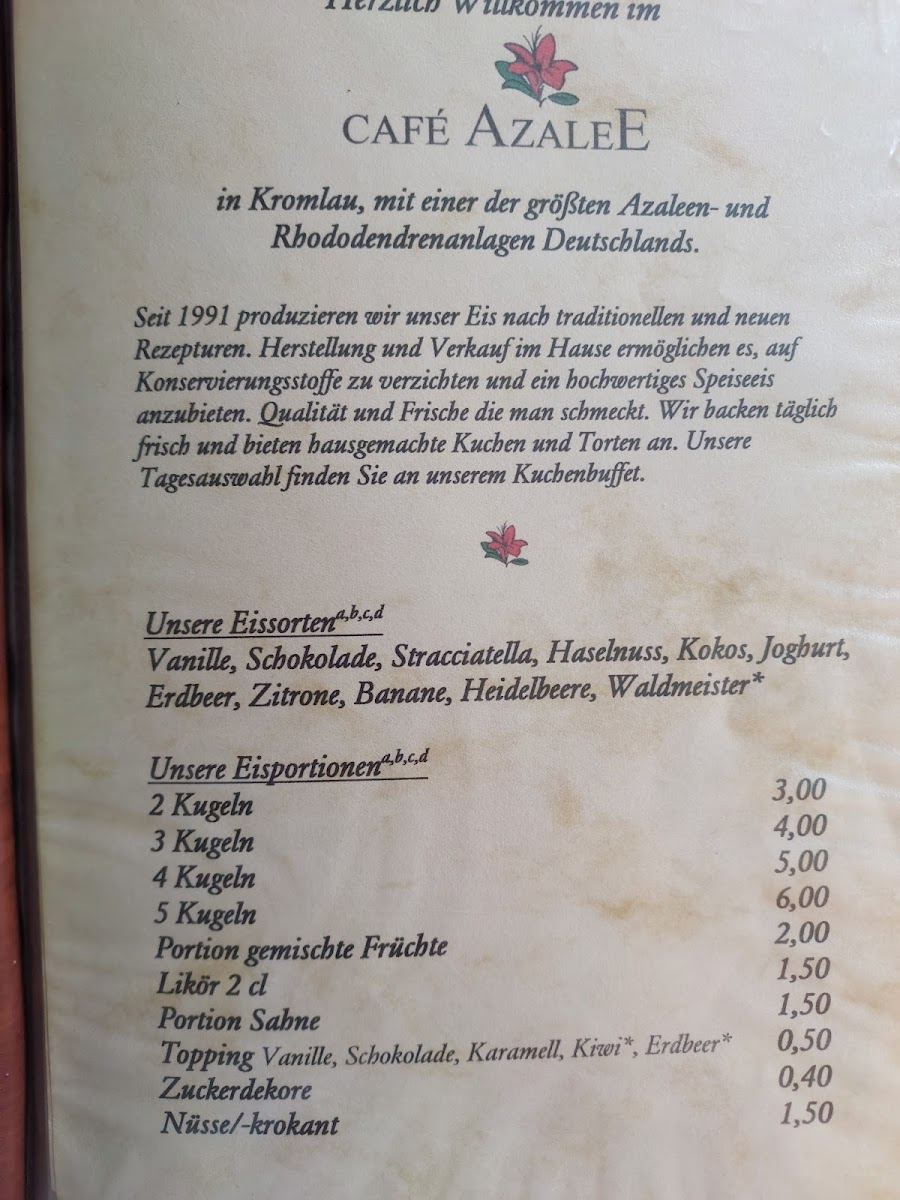 Herzlich Willkommen im
CAFÉ AZALEE
in Kromlau, mit einer der größten Azaleen- und
Rhododendrenanlagen Deutschlands.
Seit 1991 produzieren wir unser Eis nach traditionellen und neuen
Rezepturen. Herstellung und Verkauf im Hause ermöglichen es, auf
Konservierungsstoffe zu verzichten und ein hochwertiges Speiseeis
anzubieten. Qualität und Frische die man schmeckt. Wir backen täglich
frisch und bieten hausgemachte Kuchen und Torten an. Unsere
Tagesauswahl finden Sie an unserem Kuchenbuffet.
Unsere Eissorten a,b,c,d
Vanille, Schokolade, Stracciatella, Haselnuss, Kokos, Joghurt,
Erdbeer, Zitrone, Banane, Heidelbeere, Waldmeister*
Unsere Eisportionen a,b,c,d
2 Kugeln 3,00
3 Kugeln 4,00
4 Kugeln 5,00
5 Kugeln 6,00
Portion gemischte Früchte 2,00
Likör 2 cl 1,50
Portion Sahne 1,50
Topping Vanille, Schokolade, Karamell, Kiwi*, Erdbeer* 0,50
Zuckerdekore 0,40
Nüsse/-krokant 1,50